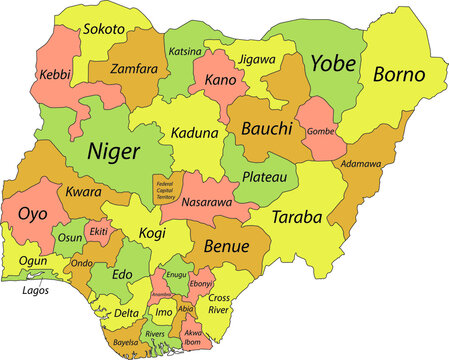 Sokoto
Katsina
Jigawa
Yobe
Borno
Kebbi
Zamfara
Kano
Kaduna
Bauchi
Gombe
Adamawa
Niger
Plateau
Federal
Capital
Territory
Nasarawa
Kwara
Oyo
Taraba
Kogi
Benue
Osun
Ekiti
Ogun
Ondo
Edo
Enugu
Ebonyi
Anambra
Lagos
Cross
River
Delta
Imo
Abia
Rivers
Akwa
Ibom
Bayelsa